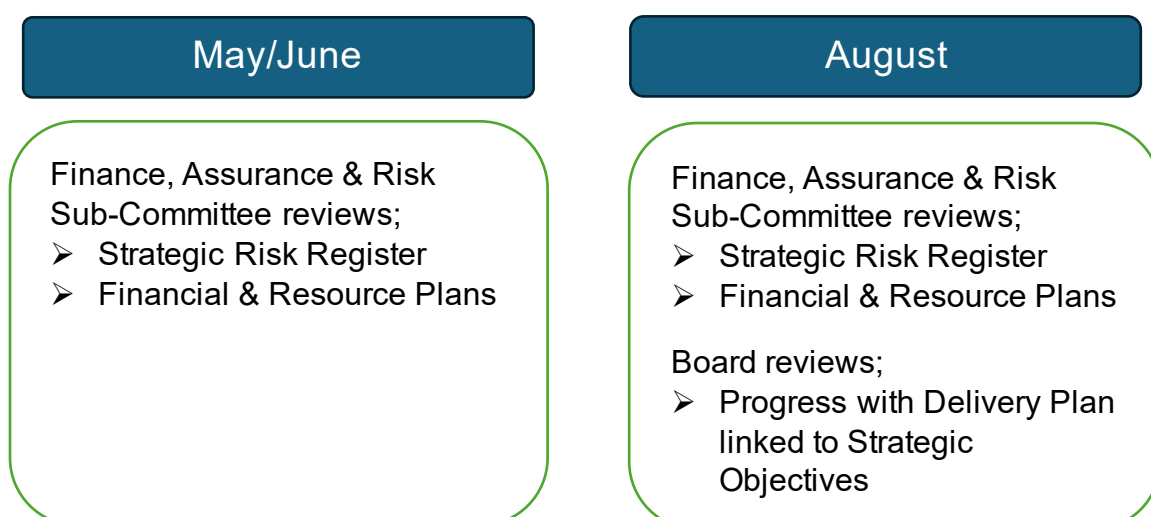 May/June
Finance, Assurance & Risk
Sub-Committee reviews;
➢ Strategic Risk Register
➢ Financial & Resource Plans
August
Finance, Assurance & Risk
Sub-Committee reviews;
➢ Strategic Risk Register
➢ Financial & Resource Plans
Board reviews;
➢ Progress with Delivery Plan
linked to Strategic
Objectives